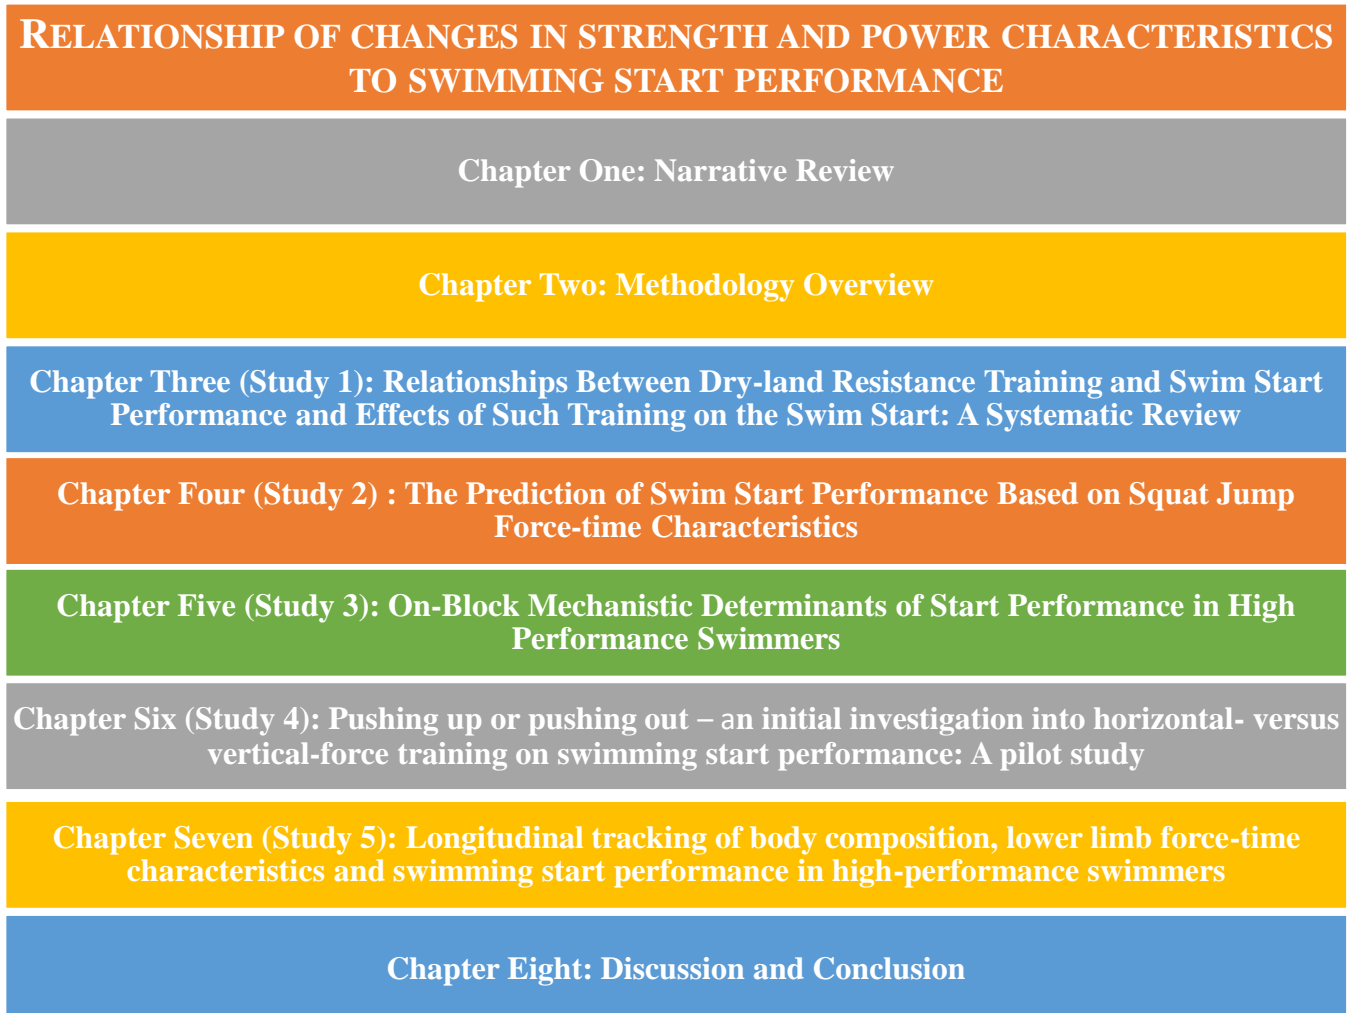 RELATIONSHIP OF CHANGES IN STRENGTH AND POWER CHARACTERISTICS
TO SWIMMING START PERFORMANCE
Chapter One: Narrative Review
Chapter Two: Methodology Overview
Chapter Three (Study 1): Relationships Between Dry-land Resistance Training and Swim Start
Performance and Effects of Such Training on the Swim Start: A Systematic Review
Chapter Four (Study 2) : The Prediction of Swim Start Performance Based on Squat Jump
Force-time Characteristics
Chapter Five (Study 3): On-Block Mechanistic Determinants of Start Performance in High
Performance Swimmers
Chapter Six (Study 4): Pushing up or pushing out – an initial investigation into horizontal- versus
vertical-force training on swimming start performance: A pilot study
Chapter Seven (Study 5): Longitudinal tracking of body composition, lower limb force-time
characteristics and swimming start performance in high-performance swimmers
Chapter Eight: Discussion and Conclusion